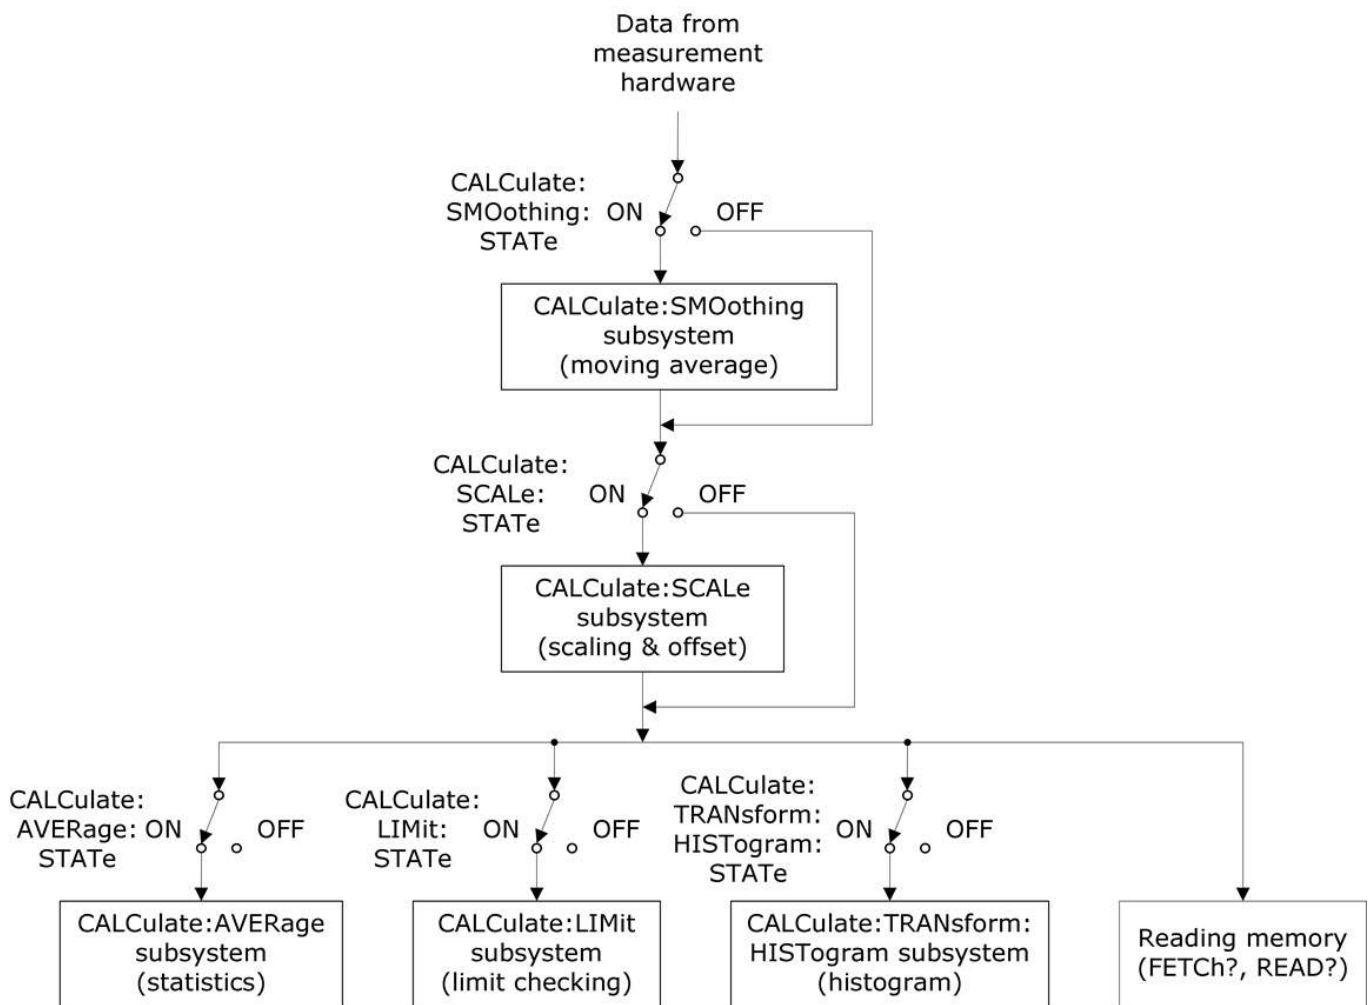 Data from
measurement
hardware
CALCulate:
SMOothing:
STATe
ON
OFF
CALCulate:SMOothing
subsystem
(moving average)
CALCulate:
SCALe:
STATe
ON
OFF
CALCulate:SCALe
subsystem
(scaling & offset)
CALCulate:
AVERage:
STATe
ON
OFF
CALCulate:
LIMit:
STATe
ON
OFF
CALCulate:
TRANsform:
HISTogram:
STATe
ON
OFF
CALCulate:AVERage
subsystem
(statistics)
CALCulate:LIMit
subsystem
(limit checking)
CALCulate:TRANsform:
HISTogram subsystem
(histogram)
Reading memory
(FETCh?, READ?)